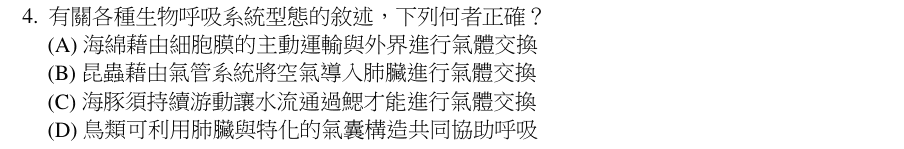 4. 有關各種生物呼吸系統型態的敘述，下列何者正確？
(A) 海綿藉由細胞膜的主動運輸與外界進行氣體交換
(B) 昆蟲藉由氣管系統將空氣導入肺臟進行氣體交換
(C) 海豚須持續游動讓水流通過鰓才能進行氣體交換
(D) 鳥類可利用肺臟與特化的氣囊構造共同協助呼吸